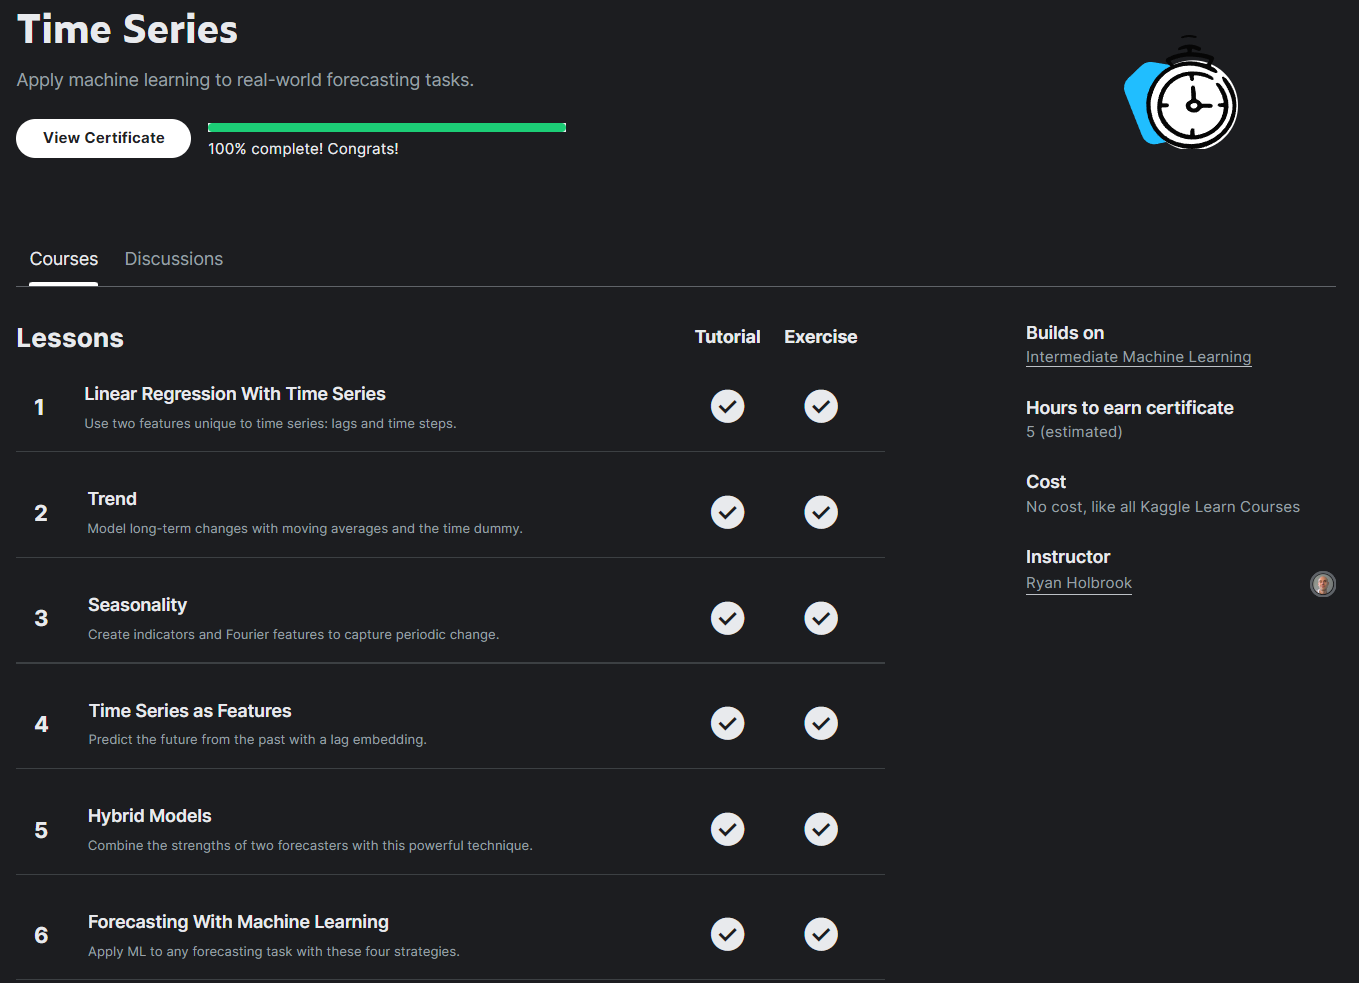 Time Series
Apply machine learning to real-world forecasting tasks.
View Certificate
100% complete! Congrats!
Courses Discussions
Lessons Tutorial Exercise
1 Linear Regression With Time Series
Use two features unique to time series: lags and time steps.
2 Trend
Model long-term changes with moving averages and the time dummy.
3 Seasonality
Create indicators and Fourier features to capture periodic change.
4 Time Series as Features
Predict the future from the past with a lag embedding.
5 Hybrid Models
Combine the strengths of two forecasters with this powerful technique.
6 Forecasting With Machine Learning
Apply ML to any forecasting task with these four strategies.
Builds on
Intermediate Machine Learning
Hours to earn certificate
5 (estimated)
Cost
No cost, like all Kaggle Learn Courses
Instructor
Ryan Holbrook